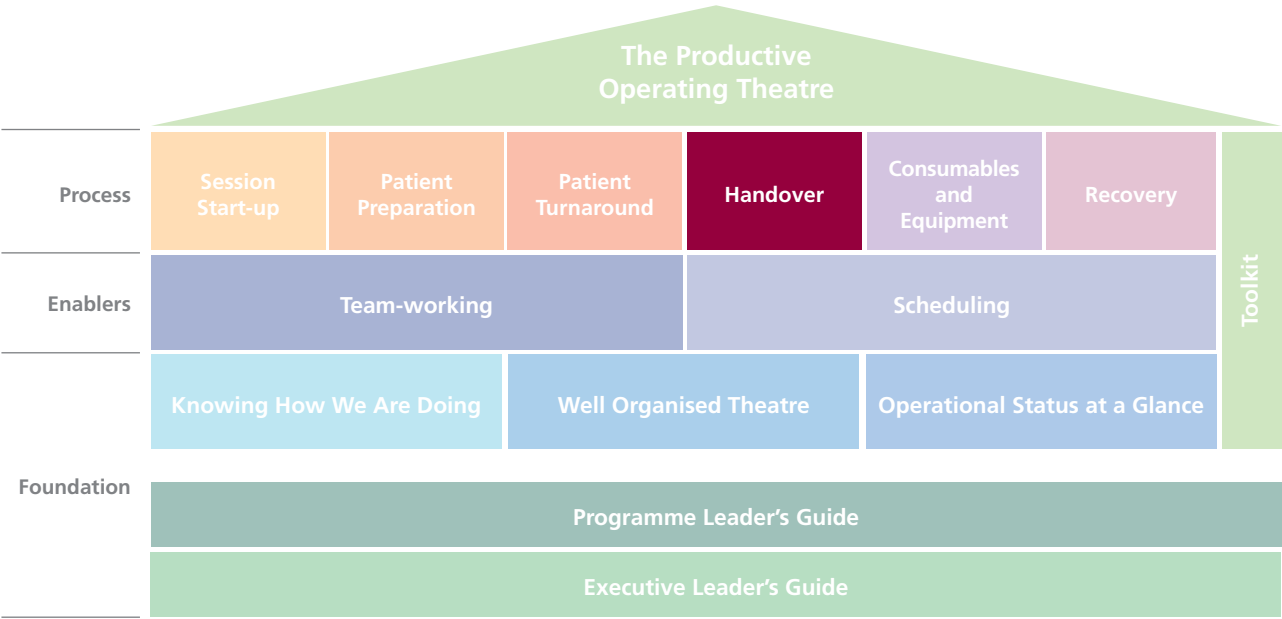 The Productive
Operating Theatre
Process
Session
Start-up
Patient
Preparation
Patient
Turnaround
Handover
Consumables
and
Equipment
Recovery
Toolkit
Enablers
Team-working
Scheduling
Knowing How We Are Doing
Well Organised Theatre
Operational Status at a Glance
Foundation
Programme Leader’s Guide
Executive Leader’s Guide